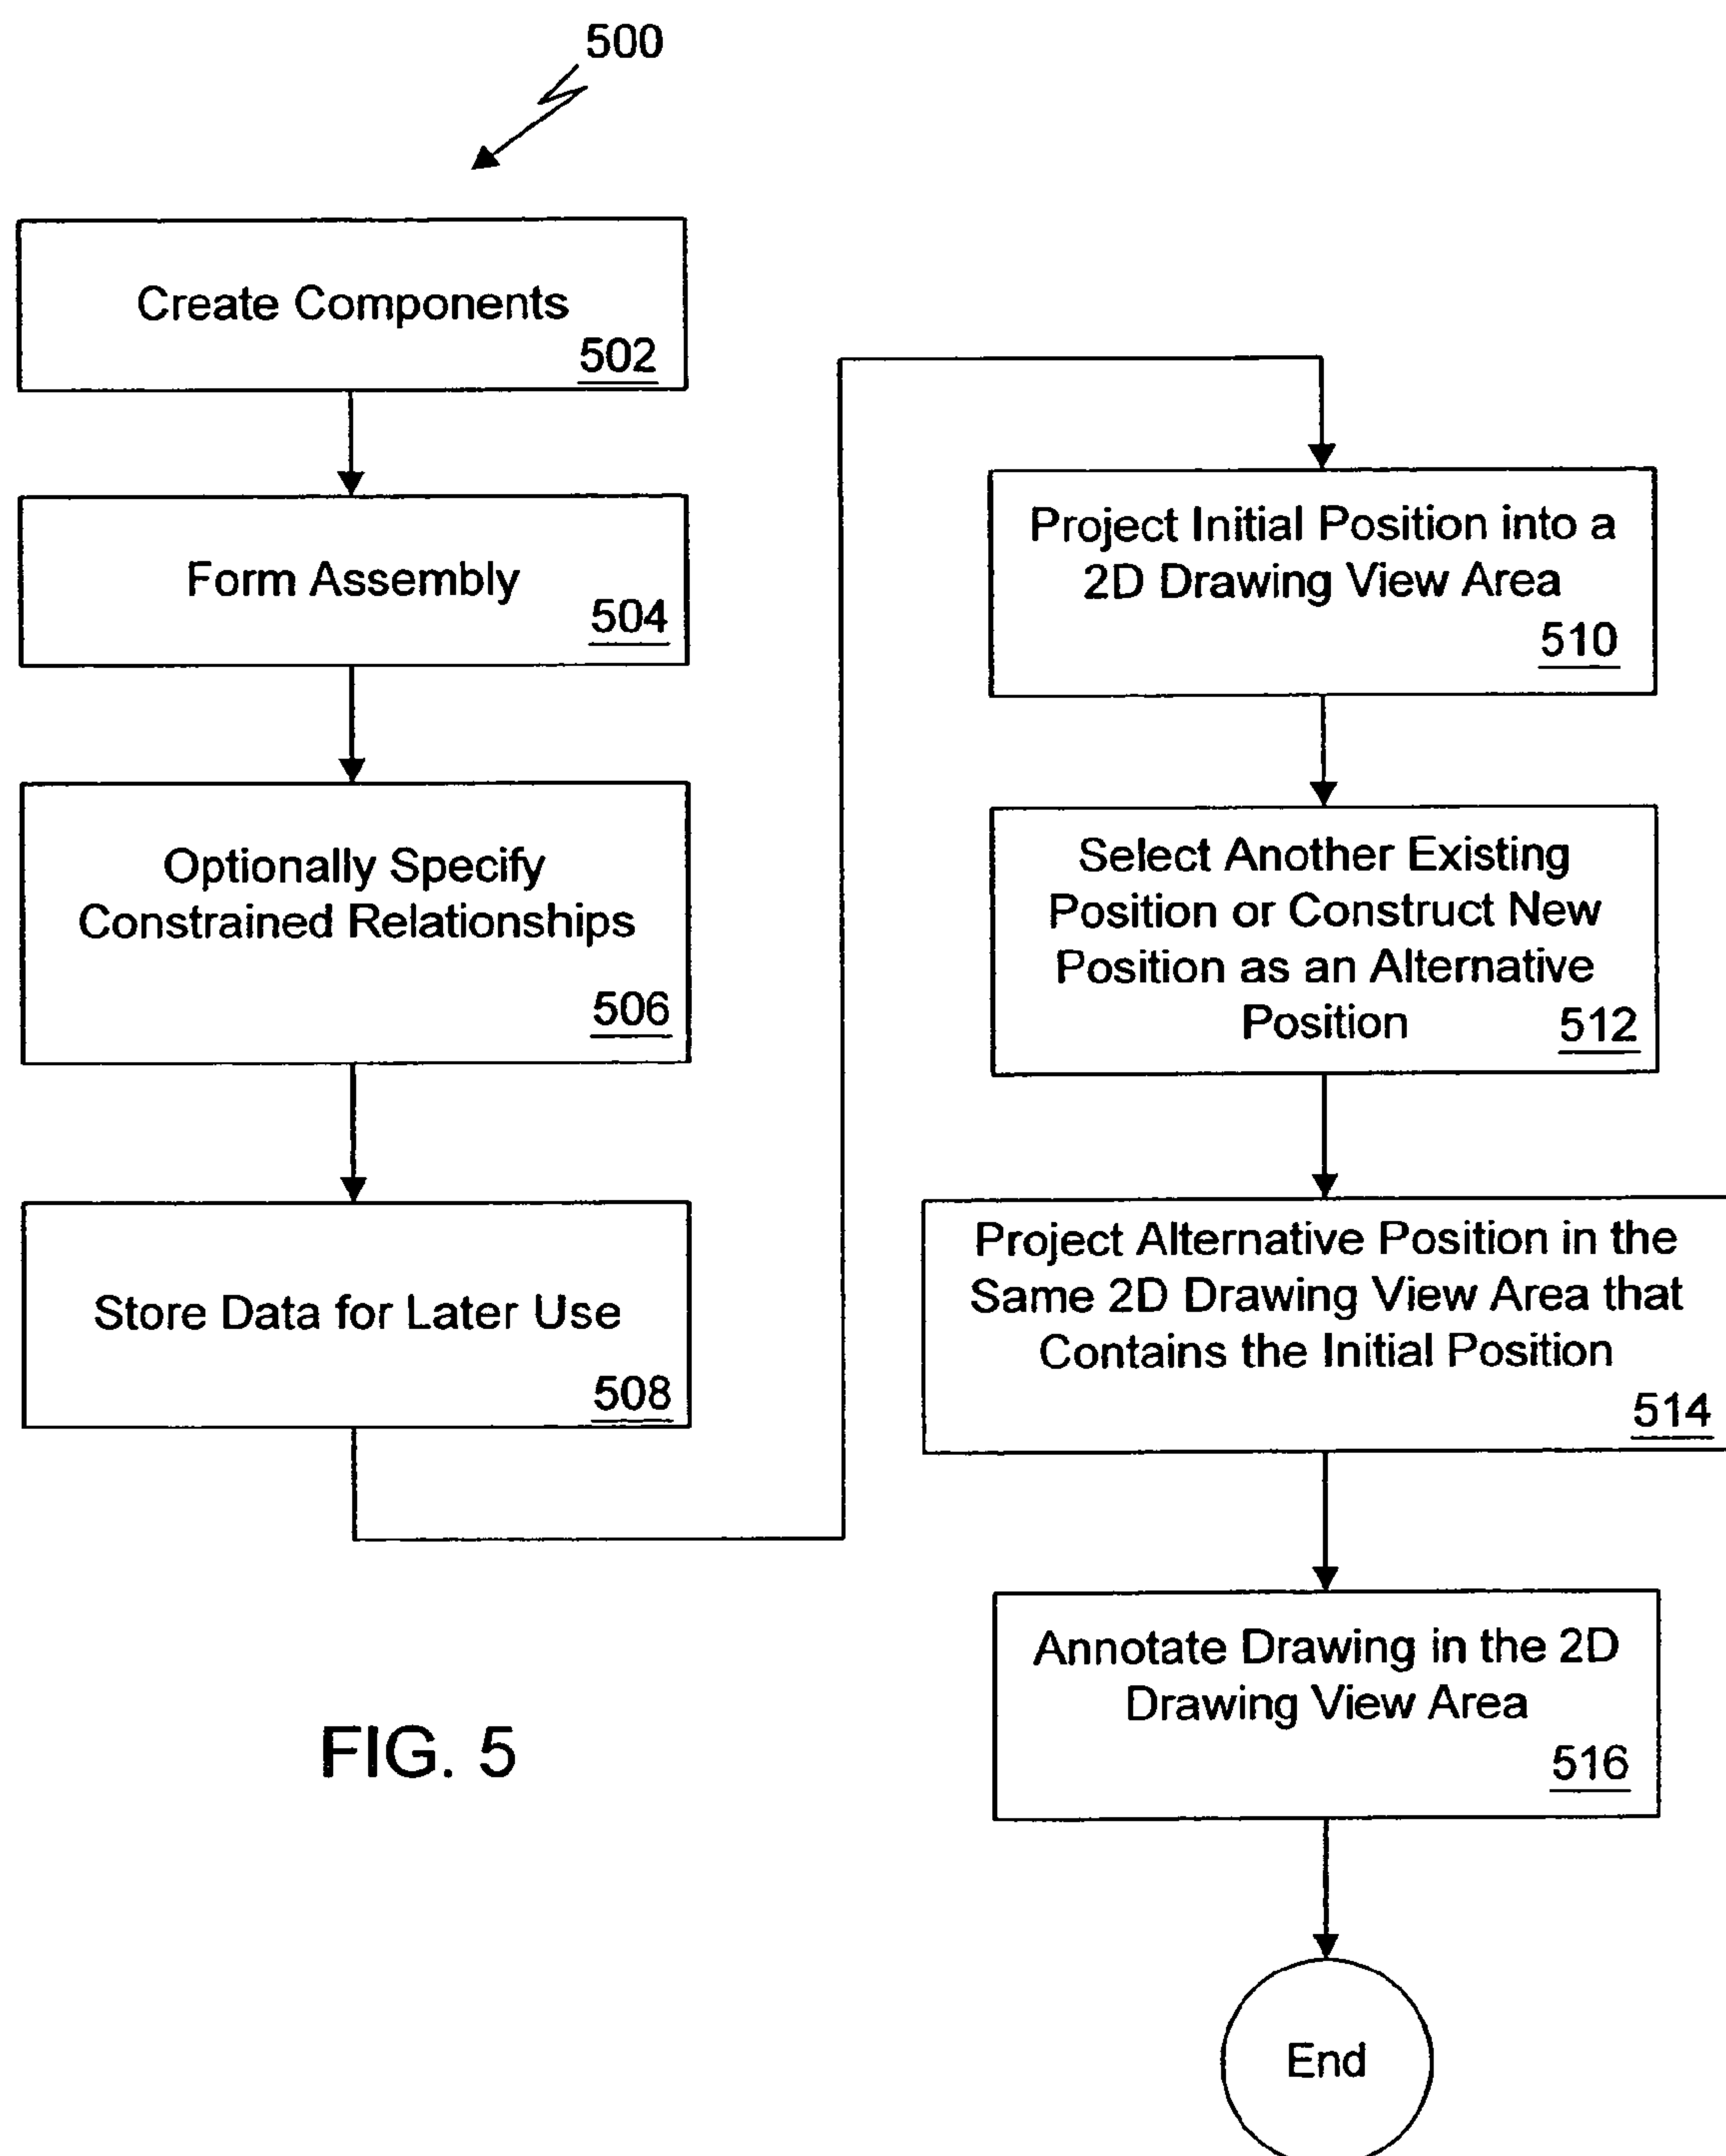 500
Create Components
502
Form Assembly
504
Optionally Specify
Constrained Relationships
506
Store Data for Later Use
508
Project Initial Position into a
2D Drawing View Area
510
Select Another Existing
Position or Construct New
Position as an Alternative
Position
512
Project Alternative Position in the
Same 2D Drawing View Area that
Contains the Initial Position
514
Annotate Drawing in the 2D
Drawing View Area
516
End
FIG. 5